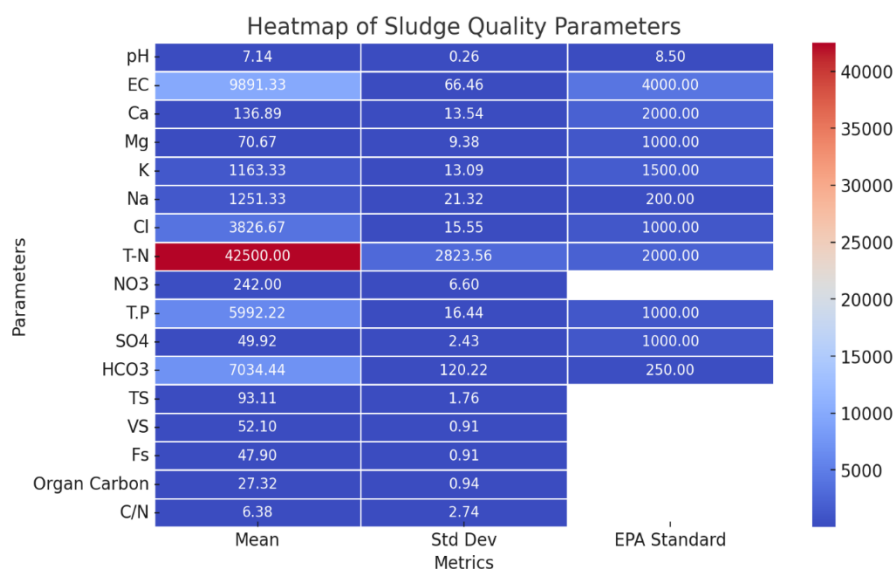 Heatmap of Sludge Quality Parameters
pH 7.14 0.26 8.50
EC 9891.33 66.46 4000.00
Ca 136.89 13.54 2000.00
Mg 70.67 9.38 1000.00
K 1163.33 13.09 1500.00
Na 1251.33 21.32 200.00
Cl 3826.67 15.55 1000.00
T-N 42500.00 2823.56 2000.00
NO3 242.00 6.60
T.P 5992.22 16.44 1000.00
SO4 49.92 2.43 1000.00
HCO3 7034.44 120.22 250.00
TS 93.11 1.76
VS 52.10 0.91
Fs 47.90 0.91
Organ Carbon 27.32 0.94
C/N 6.38 2.74
Mean Std Dev EPA Standard
Metrics
Parameters
40000
35000
30000
25000
20000
15000
10000
5000